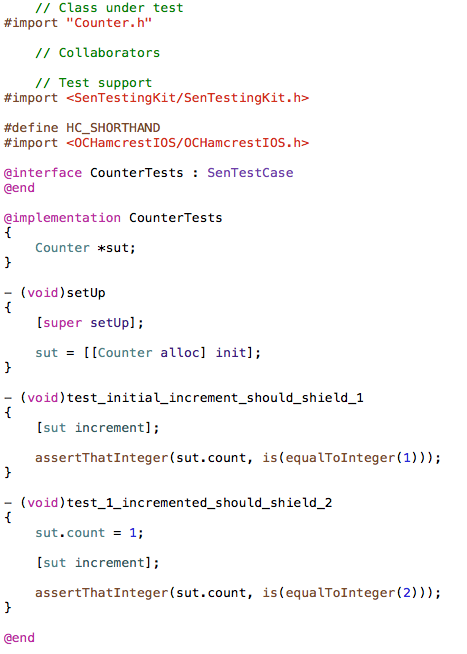 // Class under test
#import "Counter.h"
// Collaborators
// Test support
#import <SenTestingKit/SenTestingKit.h>
#define HC_SHORTHAND
#import <OCHamcrestIOS/OCHamcrestIOS.h>
@interface CounterTests : SenTestCase
@end
@implementation CounterTests
{
Counter *sut;
}
- (void)setUp
{
[super setUp];
sut = [[Counter alloc] init];
}
- (void)test_initial_increment_should_shield_1
{
[sut increment];
assertThatInteger(sut.count, is(equalToInteger(1)));
}
- (void)test_1_incremented_should_shield_2
{
sut.count = 1;
[sut increment];
assertThatInteger(sut.count, is(equalToInteger(2)));
}
@end